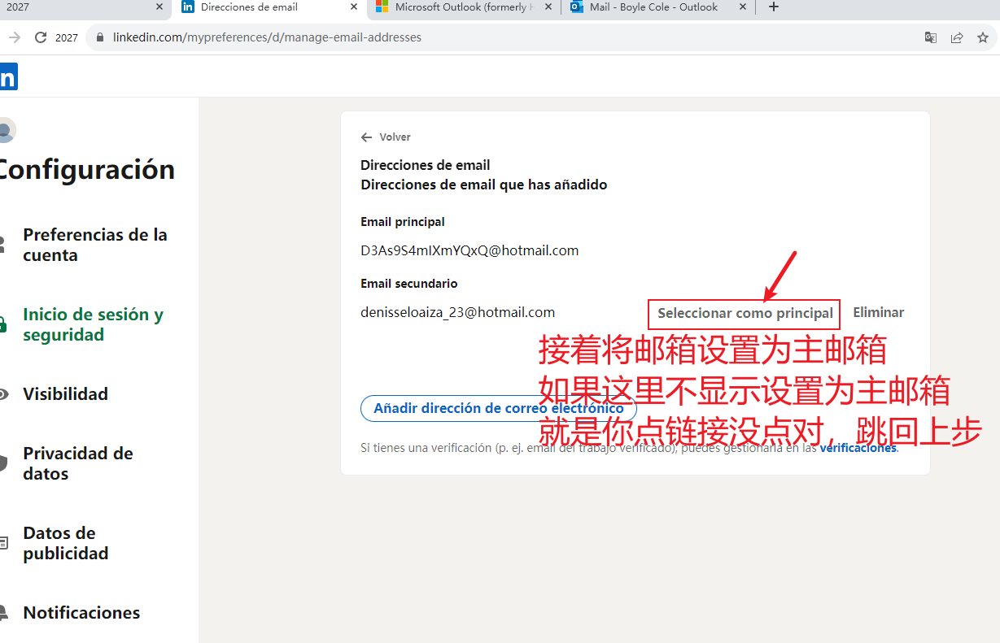 2027
Direcciones de email
Microsoft Outlook (formerly
Mail - Boyle Cole - Outlook
2027
linkedin.com/mypreferences/d/manage-email-addresses
in
Volver
Configuración
Direcciones de email
Direcciones de email que has añadido
Email principal
Preferencias de la
cuenta
D3As9S4mIXmYQxQ@hotmail.com
Email secundario
denisseloaiza_23@hotmail.com
Seleccionar como principal
Eliminar
Inicio de sesión y
seguridad
接着将邮箱设置为主邮箱
如果这里不显示设置为主邮箱
就是你点链接没点对，跳回上步
Visibilidad
Añadir dirección de correo electrónico
Si tienes una verificación (p. ej. email del trabajo verificado), puedes gestionarla en las verificaciones.
Privacidad de
datos
Datos de
publicidad
Notificaciones